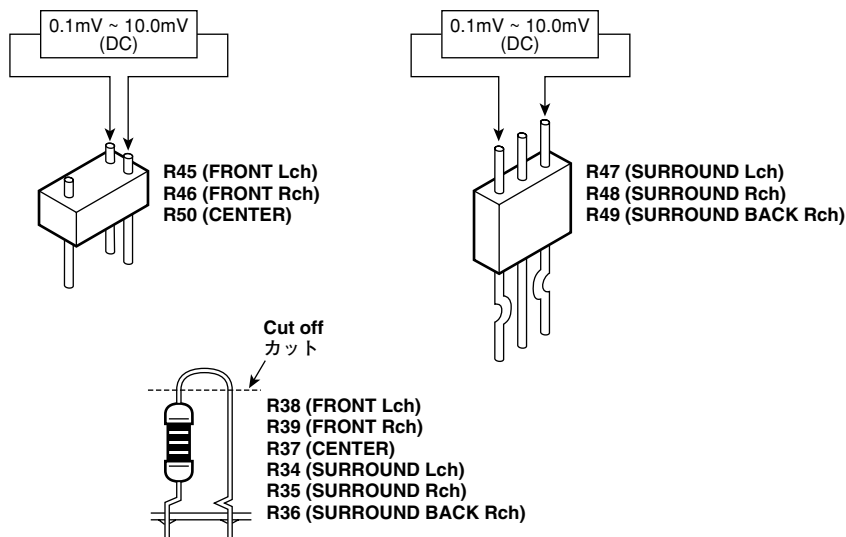 0.1mV ~ 10.0mV
(DC)
R45 (FRONT Lch)
R46 (FRONT Rch)
R50 (CENTER)
0.1mV ~ 10.0mV
(DC)
R47 (SURROUND Lch)
R48 (SURROUND Rch)
R49 (SURROUND BACK Rch)
Cut off
カット
R38 (FRONT Lch)
R39 (FRONT Rch)
R37 (CENTER)
R34 (SURROUND Lch)
R35 (SURROUND Rch)
R36 (SURROUND BACK Rch)